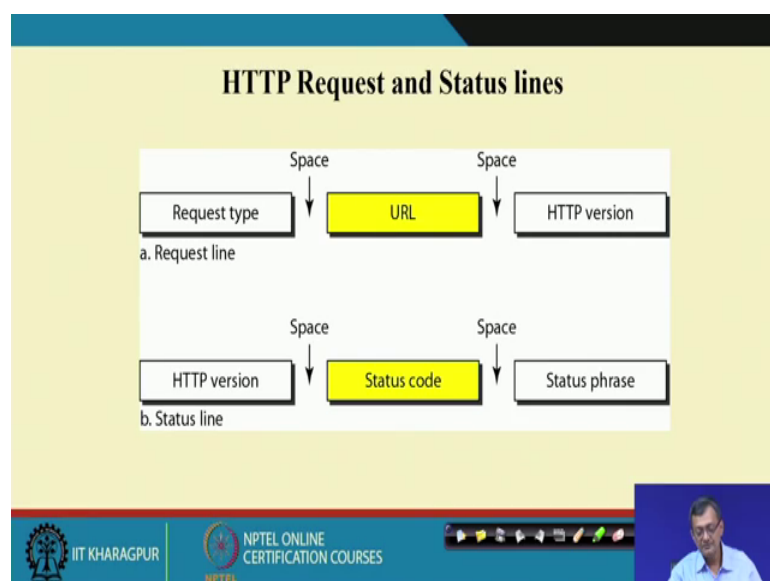 HTTP Request and Status lines
Space Space
Request type URL HTTP version
a. Request line
Space Space
HTTP version Status code Status phrase
b. Status line
IIT KHARAGPUR
NPTEL ONLINE
CERTIFICATION COURSES
NPTEL